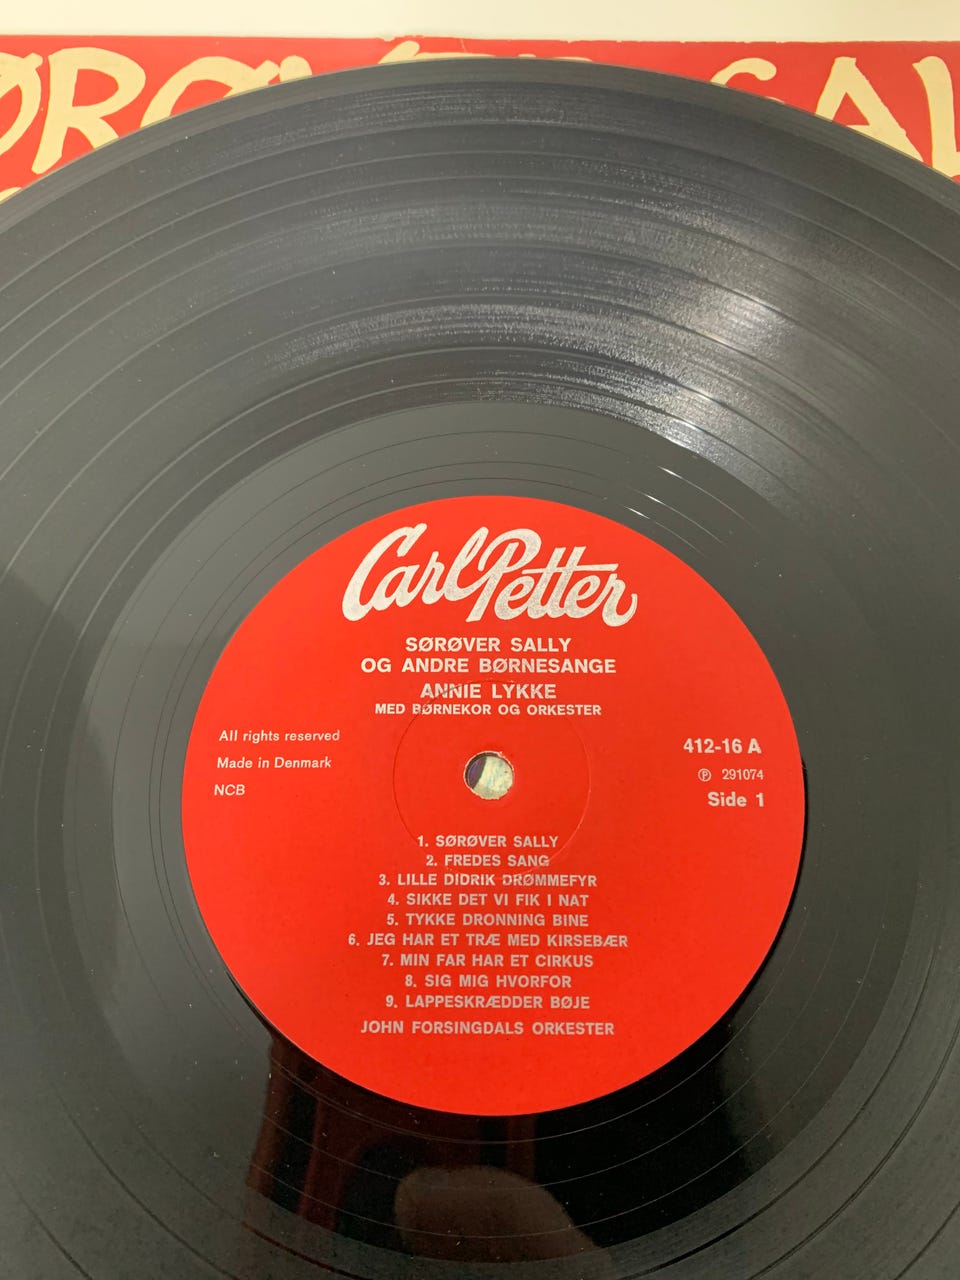 Carl Petter
SØRØVER SALLY
OG ANDRE BØRNESANGE
ANNIE LYKKE
MED BØRNEKOR OG ORKESTER
All rights reserved
Made in Denmark
NCB
412-16 A
Ⓟ 291074
Side 1
1. SØRØVER SALLY
2. FREDES SANG
3. LILLE DIDRIK DRØMMEFYR
4. SIKKE DET VI FIK I NAT
5. TYKKE DRONNING BINE
6. JEG HAR ET TRÆ MED KIRSEBÆR
7. MIN FAR HAR ET CIRKUS
8. SIG MIG HVORFOR
9. LAPPESKRÆDDER BØJE
JOHN FORSINGDALS ORKESTER